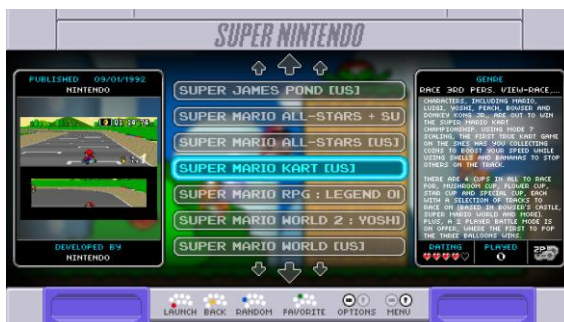 SUPER NINTENDO
PUBLISHED 09/01/1992
NINTENDO
DEVELOPED BY
NINTENDO
SUPER JAMES POND [US]
SUPER MARIO ALL-STARS + SU
SUPER MARIO ALL-STARS [US]
SUPER MARIO KART [US]
SUPER MARIO RPG : LEGEND OF
SUPER MARIO WORLD 2 : YOSHI
SUPER MARIO WORLD [US]
GENRE
RACE 3RD PERS. VIEW-RACE,...
CHARACTERS, INCLUDING MARIO,
LUIGI, YOSHI, PEACH, BOWSER AND
DONKEY KONG JR., ARE OUT TO WIN
THE SUPER MARIO KART
CHAMPIONSHIP. USING MODE 7
SCALING, THE FIRST TRUE KART GAME
ON THE SNES HAS YOU COLLECTING
COINS TO BOOST YOUR SPEED WHILE
USING SHELLS AND BANANAS TO STOP
OTHERS ON THE TRACK.
THERE ARE 4 CUPS IN ALL TO RACE
FOR, MUSHROOM CUP, FLOWER CUP,
STAR CUP AND SPECIAL CUP, EACH
WITH A SELECTION OF TRACKS TO
RACE ON (BASED IN BOWSER'S CASTLE,
SUPER MARIO WORLD AND MORE).
PLUS, A 2 PLAYER BATTLE MODE IS
ON OFFER, WHERE THE FIRST TO POP
THE THREE BALLOONS WINS.
RATING
PLAYED
0
2P
LAUNCH BACK RANDOM FAVORITE OPTIONS MENU